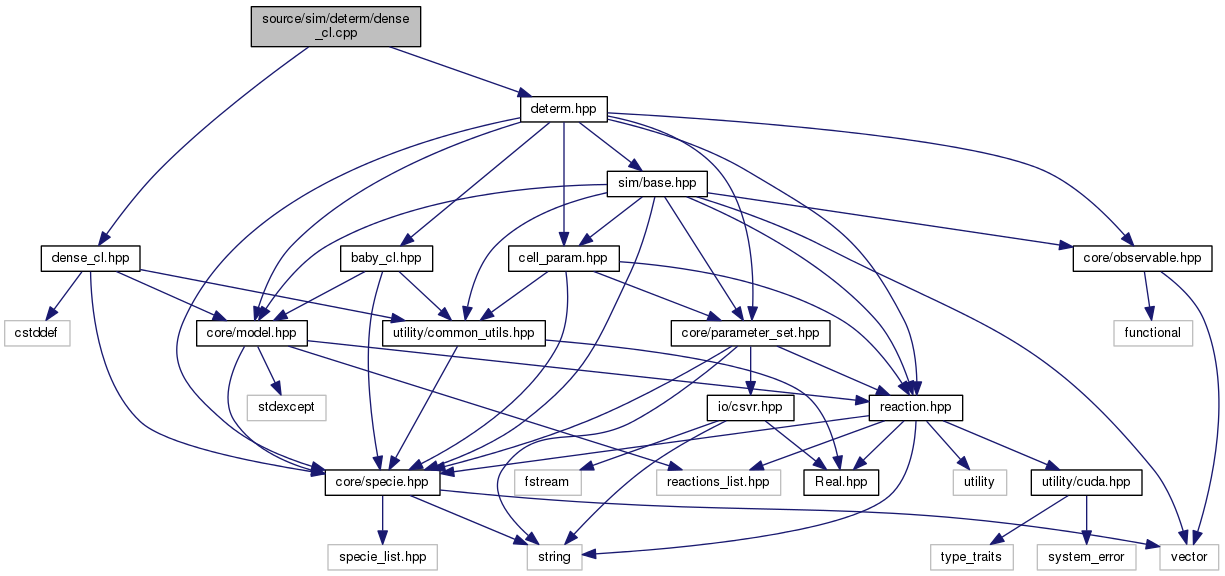 source/sim/determ/dense
_cl.cpp
determ.hpp
sim/base.hpp
dense_cl.hpp
baby_cl.hpp
cell_param.hpp
core/observable.hpp
cstddef
core/model.hpp
utility/common_utils.hpp
core/parameter_set.hpp
functional
stdexcept
io/csvr.hpp
reaction.hpp
core/specie.hpp
fstream
reactions_list.hpp
Real.hpp
utility
utility/cuda.hpp
specie_list.hpp
string
type_traits
system_error
vector